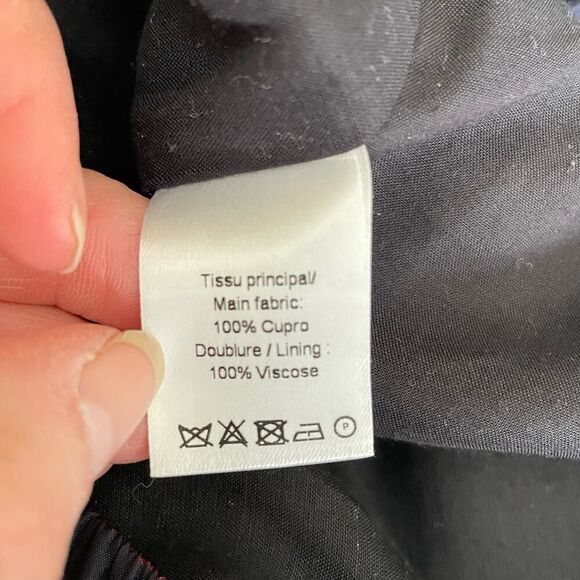 Tissu principal/
Main fabric:
100% Cupro
Doublure / Lining :
100% Viscose
P